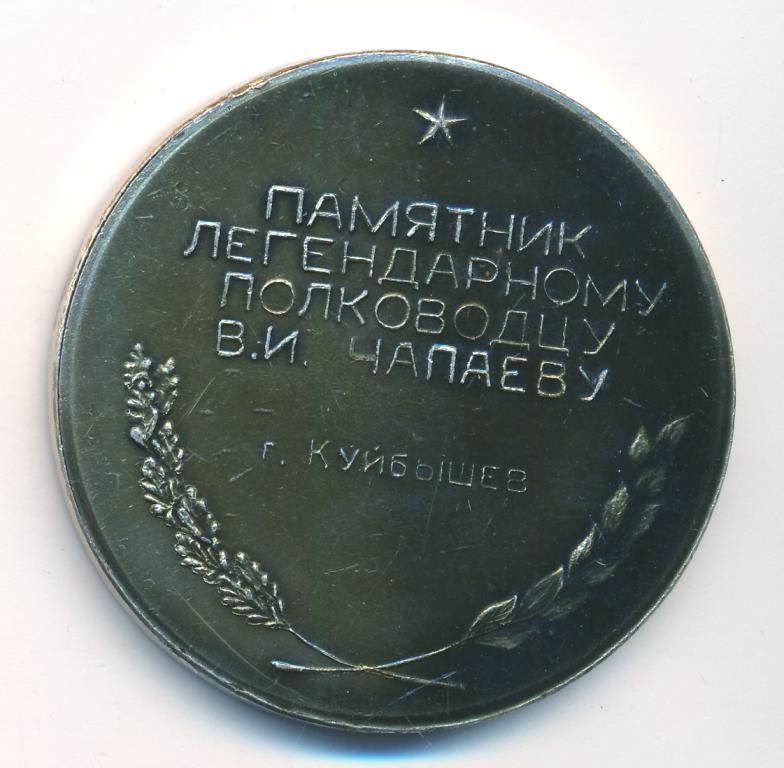 ПАМЯТНИК
ЛЕГЕНДАРНОМУ
ПОЛКОВОДЦУ
В.И. ЧАПАЕВУ
г. КУЙБЫШЕВ